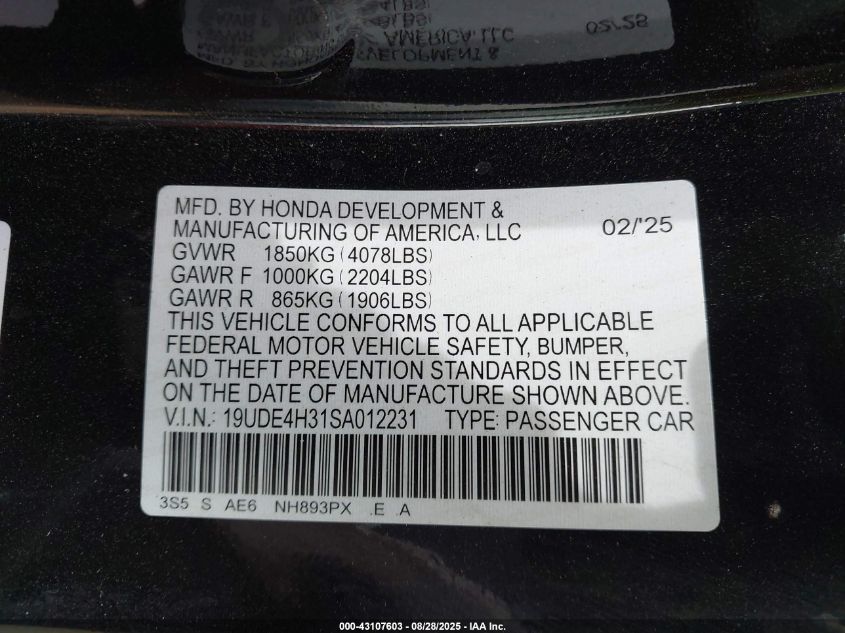 MFD. BY HONDA DEVELOPMENT &
MANUFACTURING OF AMERICA, LLC 02/'25
GVWR 1850KG (4078LBS)
GAWR F 1000KG (2204LBS)
GAWR R 865KG (1906LBS)
THIS VEHICLE CONFORMS TO ALL APPLICABLE
FEDERAL MOTOR VEHICLE SAFETY, BUMPER,
AND THEFT PREVENTION STANDARDS IN EFFECT
ON THE DATE OF MANUFACTURE SHOWN ABOVE.
V.I.N.: 19UDE4H31SA012231 TYPE: PASSENGER CAR
3S5 S AE6 NH893PX .E .A
000-43107603 - 08/28/2025 - IAA Inc.